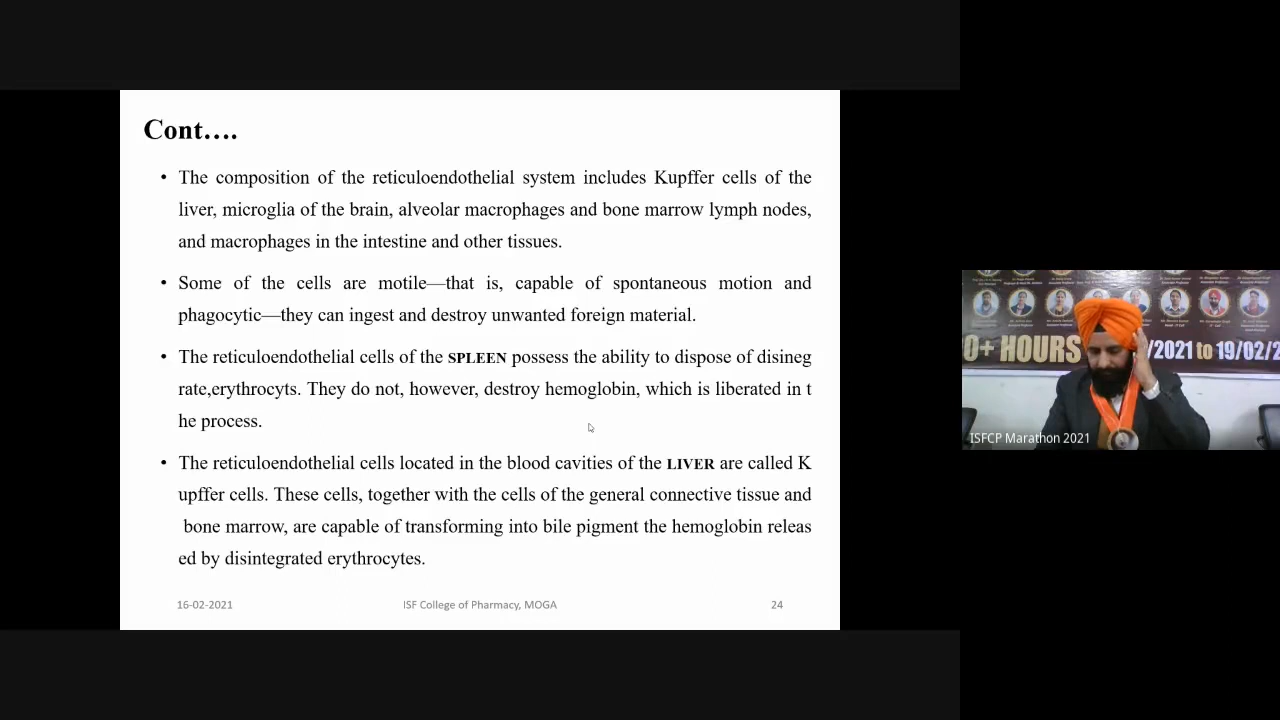 Cont….
• The composition of the reticuloendothelial system includes Kupffer cells of the
liver, microglia of the brain, alveolar macrophages and bone marrow lymph nodes,
and macrophages in the intestine and other tissues.
• Some of the cells are motile—that is, capable of spontaneous motion and
phagocytic—they can ingest and destroy unwanted foreign material.
• The reticuloendothelial cells of the SPLEEN possess the ability to dispose of disineg
rate,erythrocyts. They do not, however, destroy hemoglobin, which is liberated in t
he process.
• The reticuloendothelial cells located in the blood cavities of the LIVER are called K
upffer cells. These cells, together with the cells of the general connective tissue and
bone marrow, are capable of transforming into bile pigment the hemoglobin releas
ed by disintegrated erythrocytes.
16-02-2021 ISF College of Pharmacy, MOGA 24
0+ HOURS /2021 to 19/02/2
ISFCP Marathon 2021